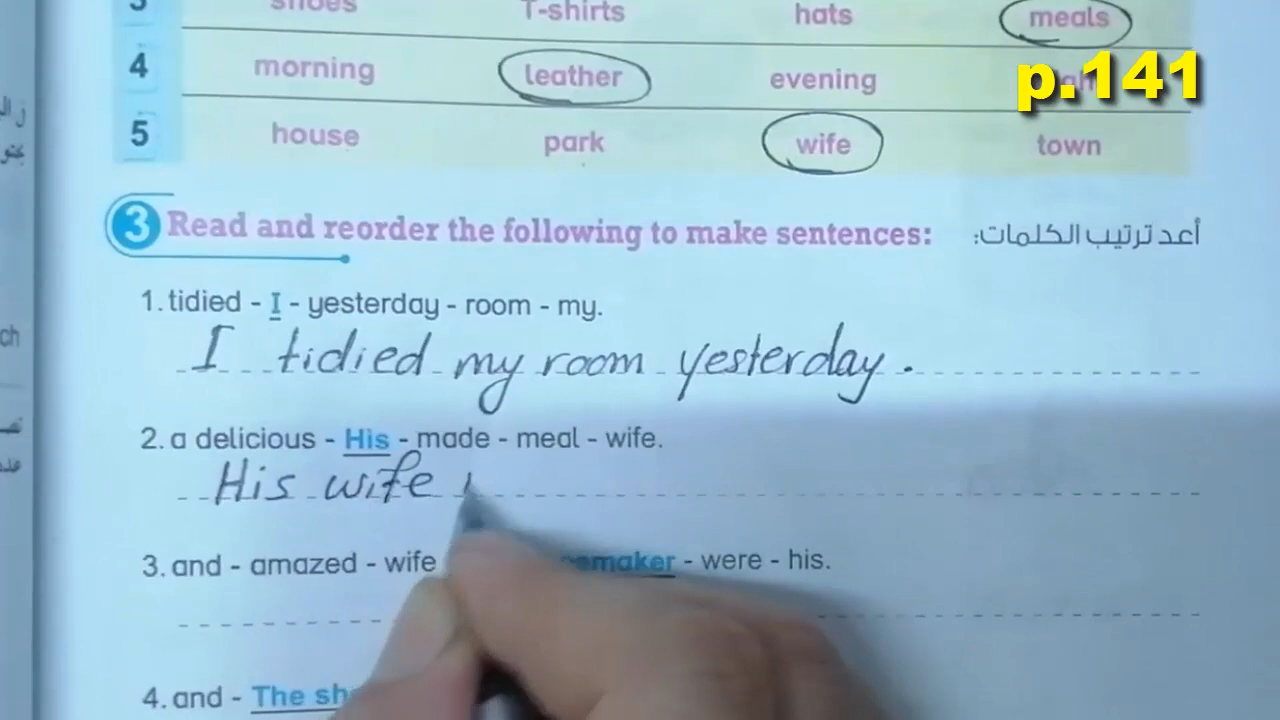 3 shoes T-shirts hats meals
4 morning leather evening
p.141
5 house park wife town
3 Read and reorder the following to make sentences: أعد ترتيب الكلمات:
1. tidied - I - yesterday - room - my.
I tidied my room yesterday.
2. a delicious - His - made - meal - wife.
His wife
3. and - amazed - wife - were - his.
4. and - The
ch